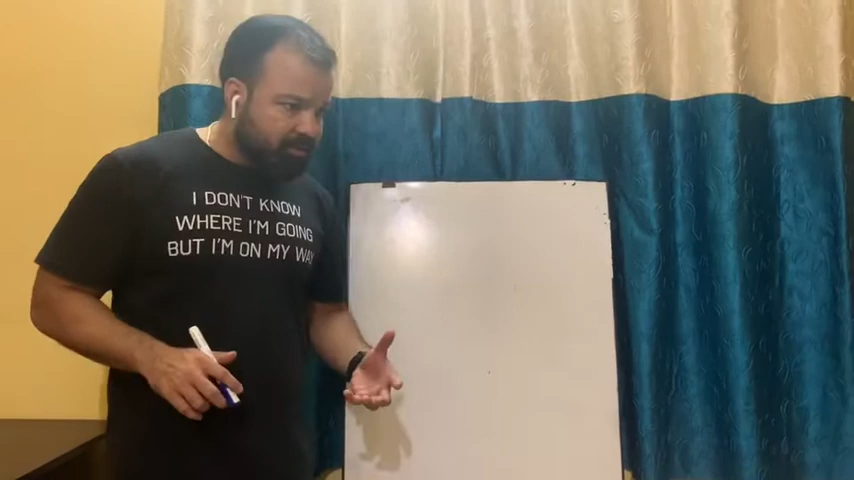 I DON'T KNOW
WHERE I'M GOING
BUT I'M ON MY WAY